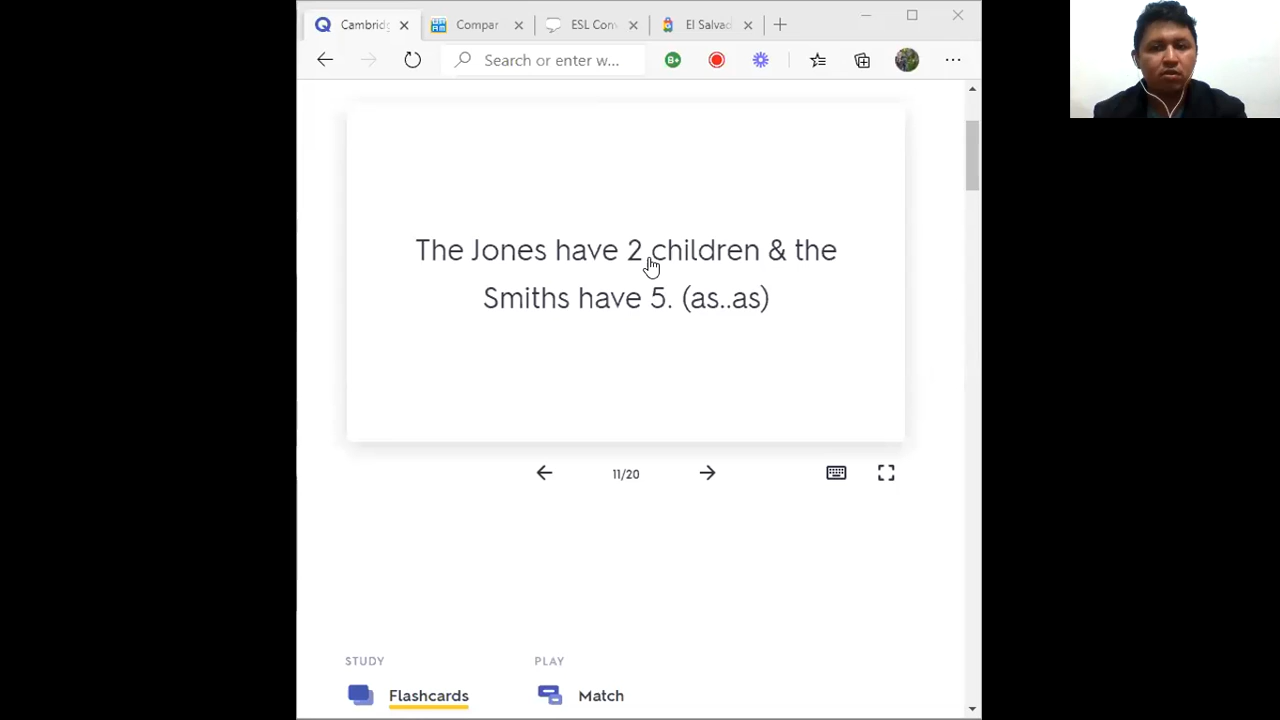 Cambridg
Compar
ESL Con
El Salvad
Search or enter w...
B+
The Jones have 2 children & the
Smiths have 5. (as..as)
11/20
STUDY
PLAY
Flashcards
Match